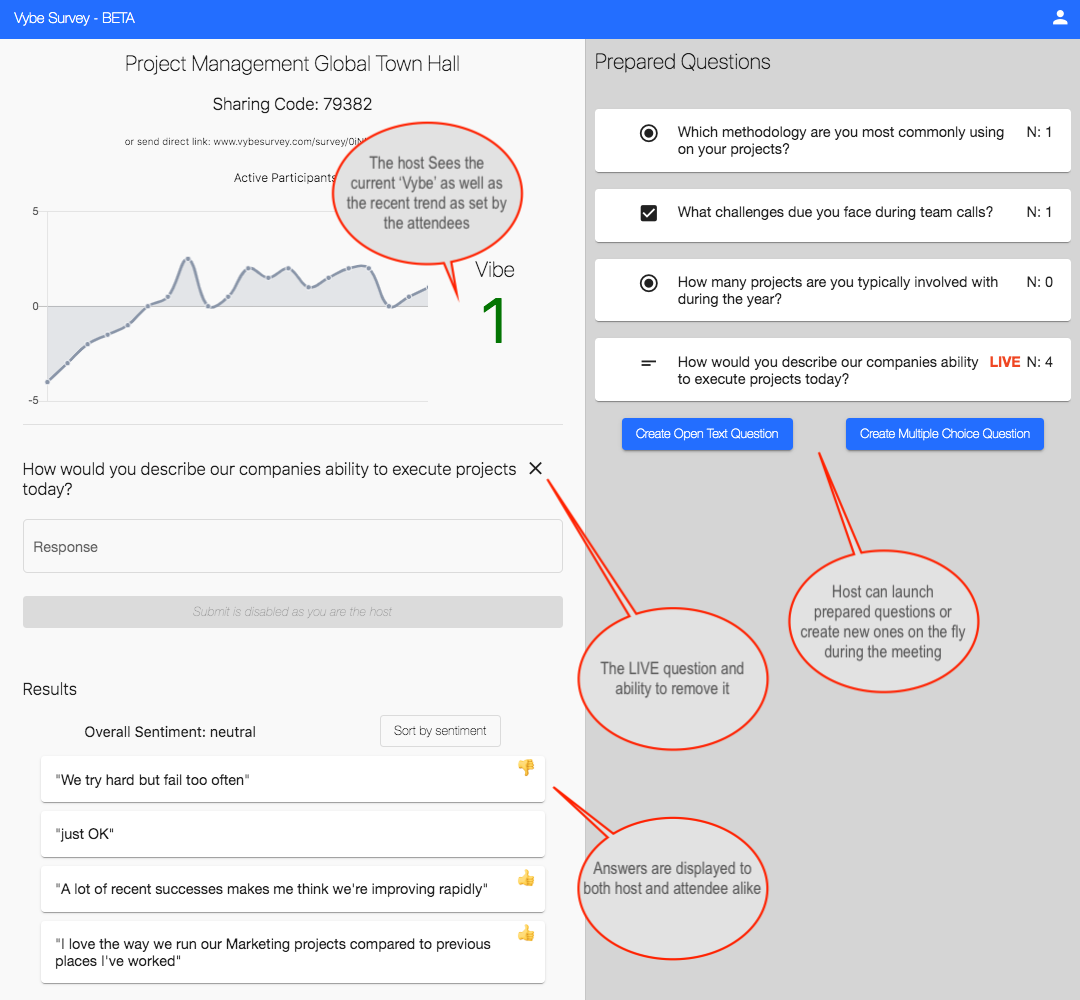 Vybe Survey - BETA
Project Management Global Town Hall
Sharing Code: 79382
or send direct link: www.vybesurvey.com/survey/
Active Participants
The host Sees the
current ‘Vybe’ as well as
the recent trend as set by
the attendees
5
0
-5
Vibe
1
How would you describe our companies ability to execute projects
today?
Response
Submit is disabled as you are the host
Results
Overall Sentiment: neutral
Sort by sentiment
"We try hard but fail too often"
"just OK"
"A lot of recent successes makes me think we're improving rapidly"
"I love the way we run our Marketing projects compared to previous
places I've worked"
Prepared Questions
Which methodology are you most commonly using N: 1
on your projects?
What challenges due you face during team calls? N: 1
How many projects are you typically involved with N: 0
during the year?
How would you describe our companies ability LIVE N: 4
to execute projects today?
Create Open Text Question
Create Multiple Choice Question
Host can launch
prepared questions or
create new ones on the fly
during the meeting
The LIVE question and
ability to remove it
Answers are displayed to
both host and attendee alike